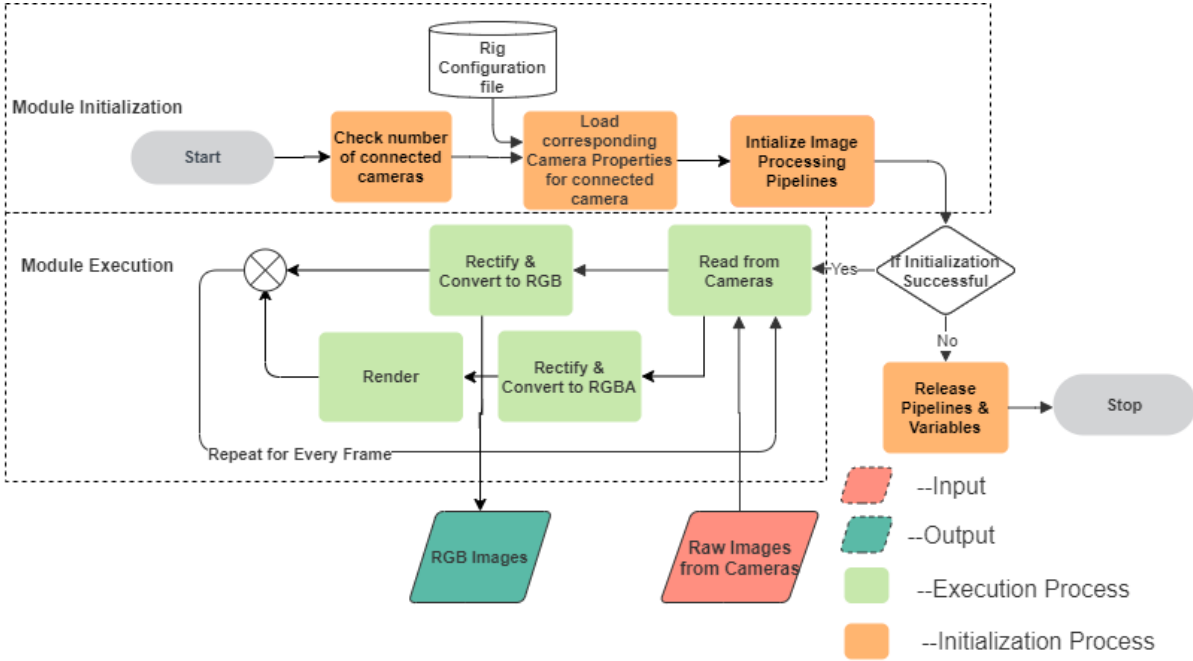 Rig
Configuration
file
Module Initialization
Start
Check number
of connected
cameras
Load
corresponding
Camera Properties
for connected
camera
Intialize Image
Processing
Pipelines
Module Execution
Rectify &
Convert to RGB
Read from
Cameras
Yes
If Initialization
Successful
No
Render
Rectify &
Convert to RGBA
Release
Pipelines &
Variables
Stop
Repeat for Every Frame
RGB Images
Raw Images
from Cameras
--Input
--Output
--Execution Process
--Initialization Process